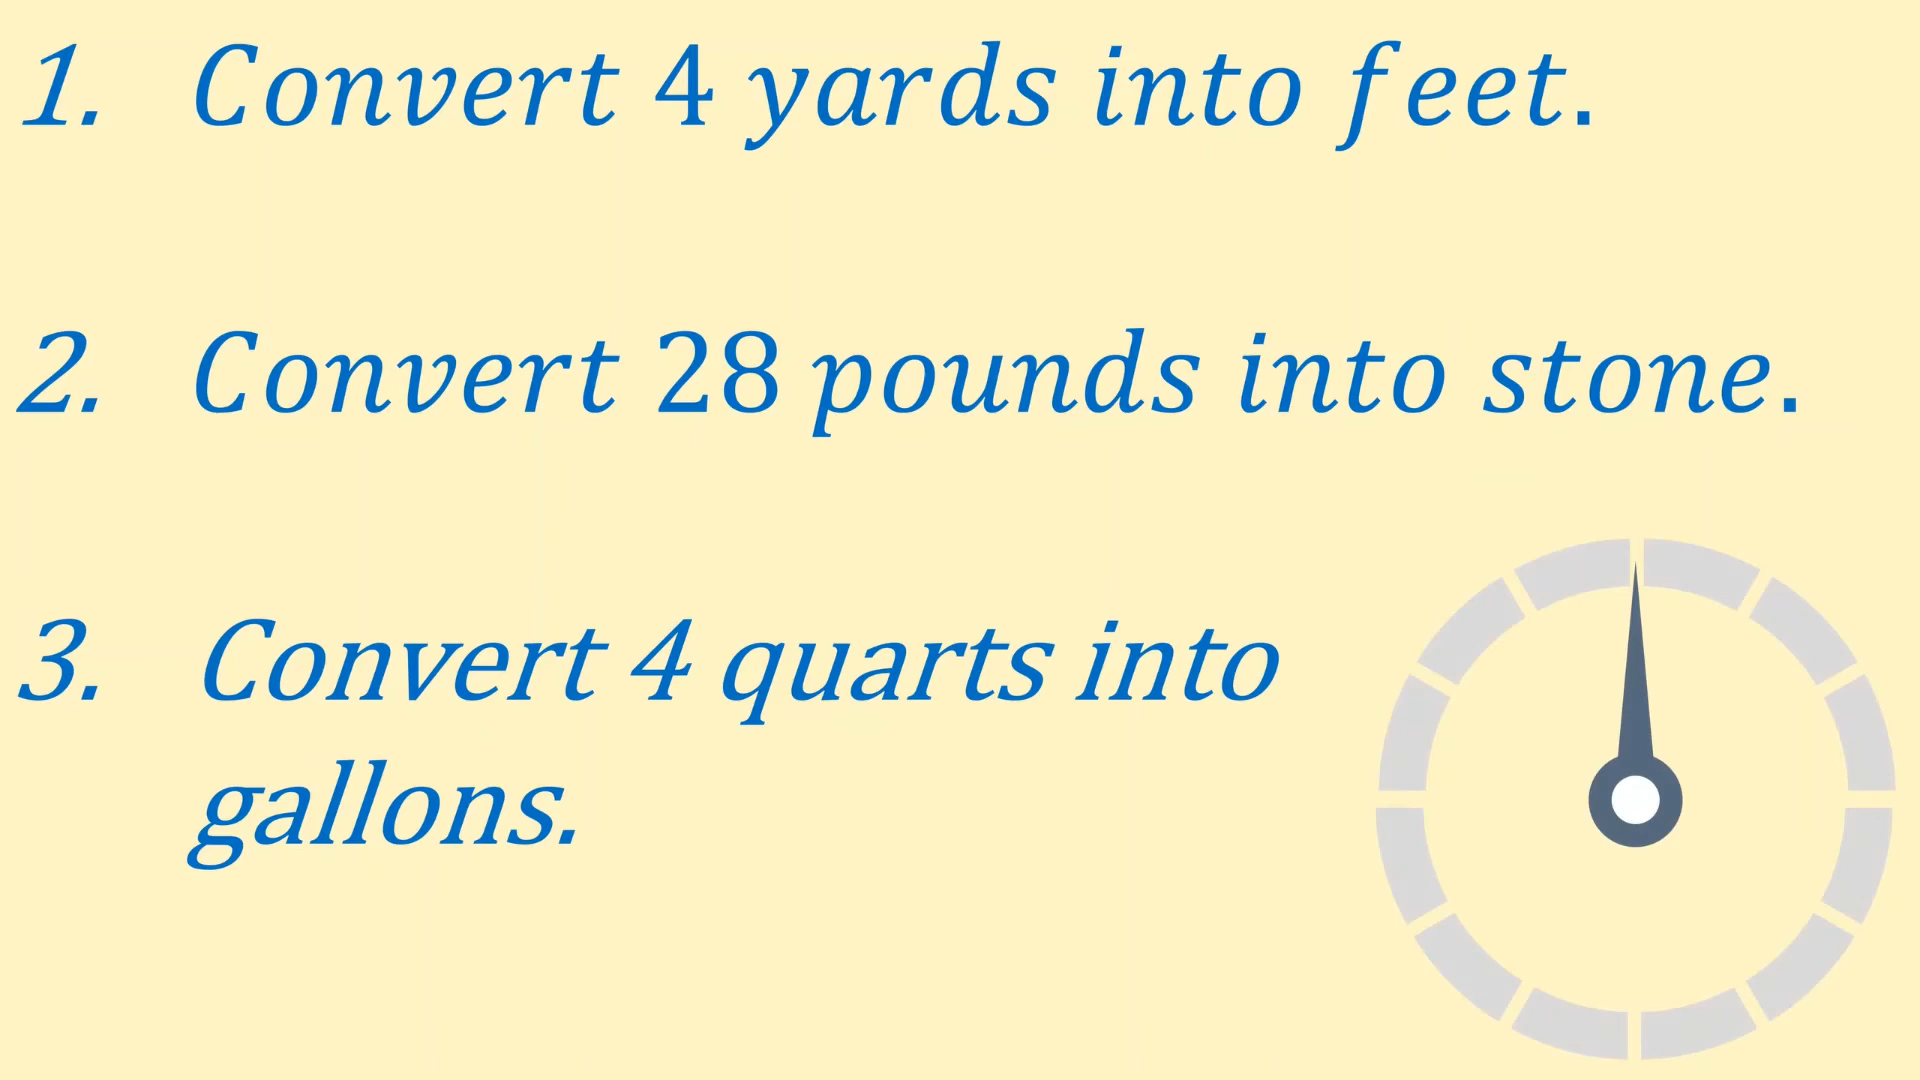 1. Convert 4 yards into feet.
2. Convert 28 pounds into stone.
3. Convert 4 quarts into
gallons.